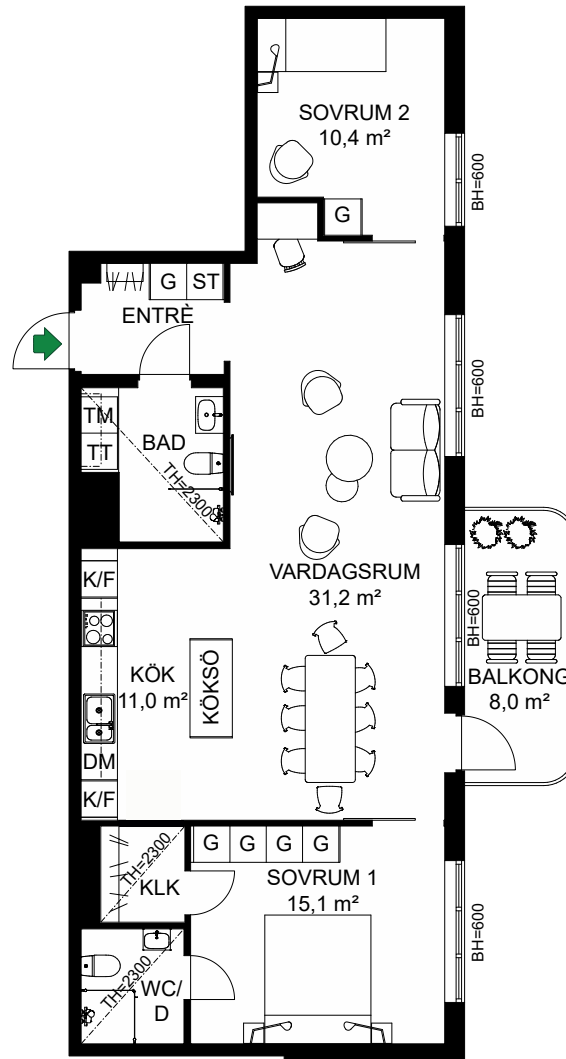 SOVRUM 2
10,4 m²
BH=600
G
G
ST
ENTRÈ
BH=600
TM
TT
BAD
TH=2300
K/F
VARDAGSRUM
31,2 m²
BH=600
KÖK
11,0 m²
KÖKSÖ
BALKONG
8,0 m²
DM
K/F
TH=2300
G
G
G
G
KLK
SOVRUM 1
15,1 m²
BH=600
TH=2300
WC/
D